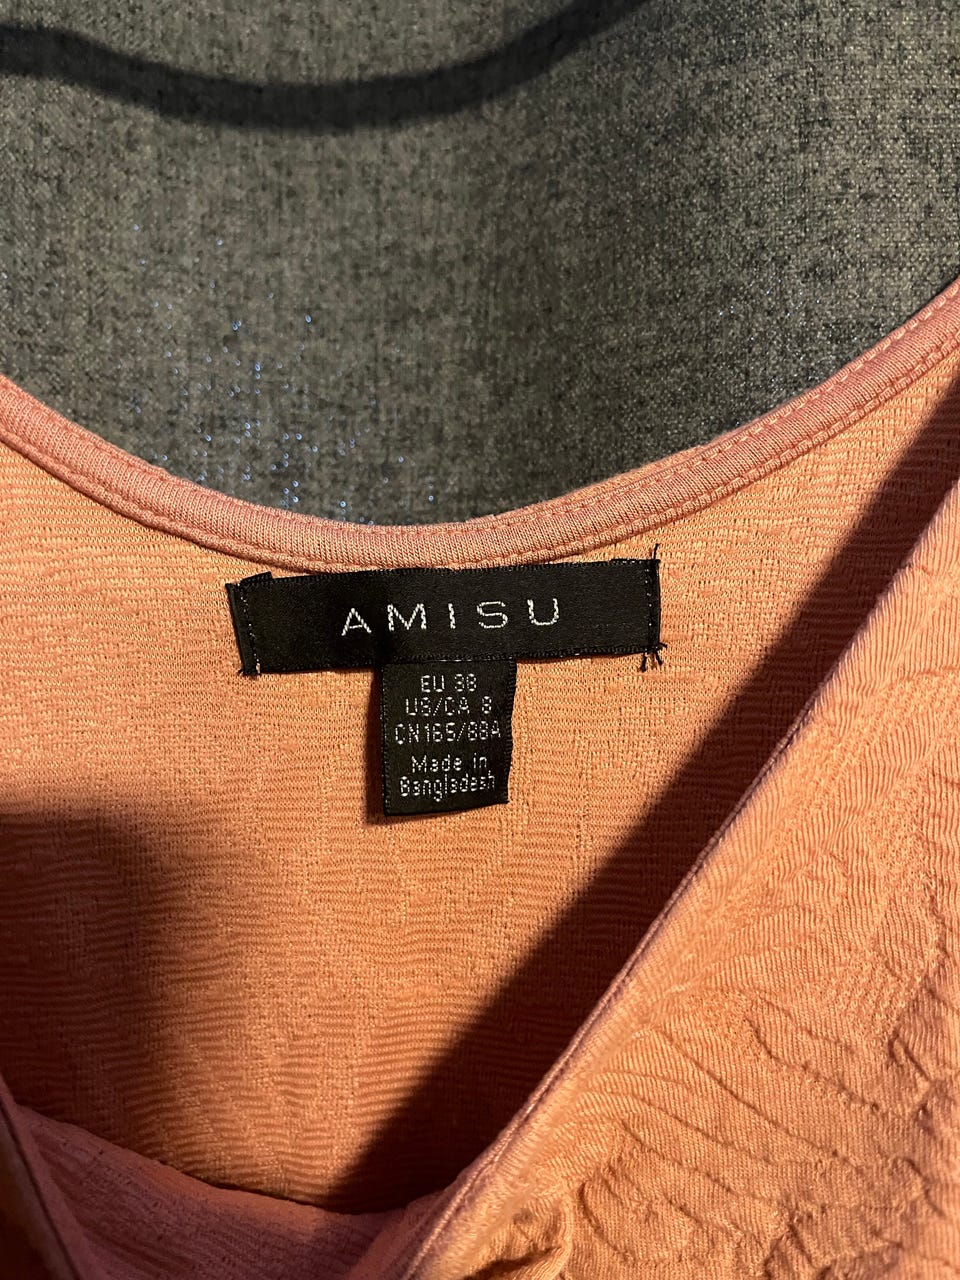 AMISU
EU 38
US/CA 8
CN165/88A
Made in
Bangladesh